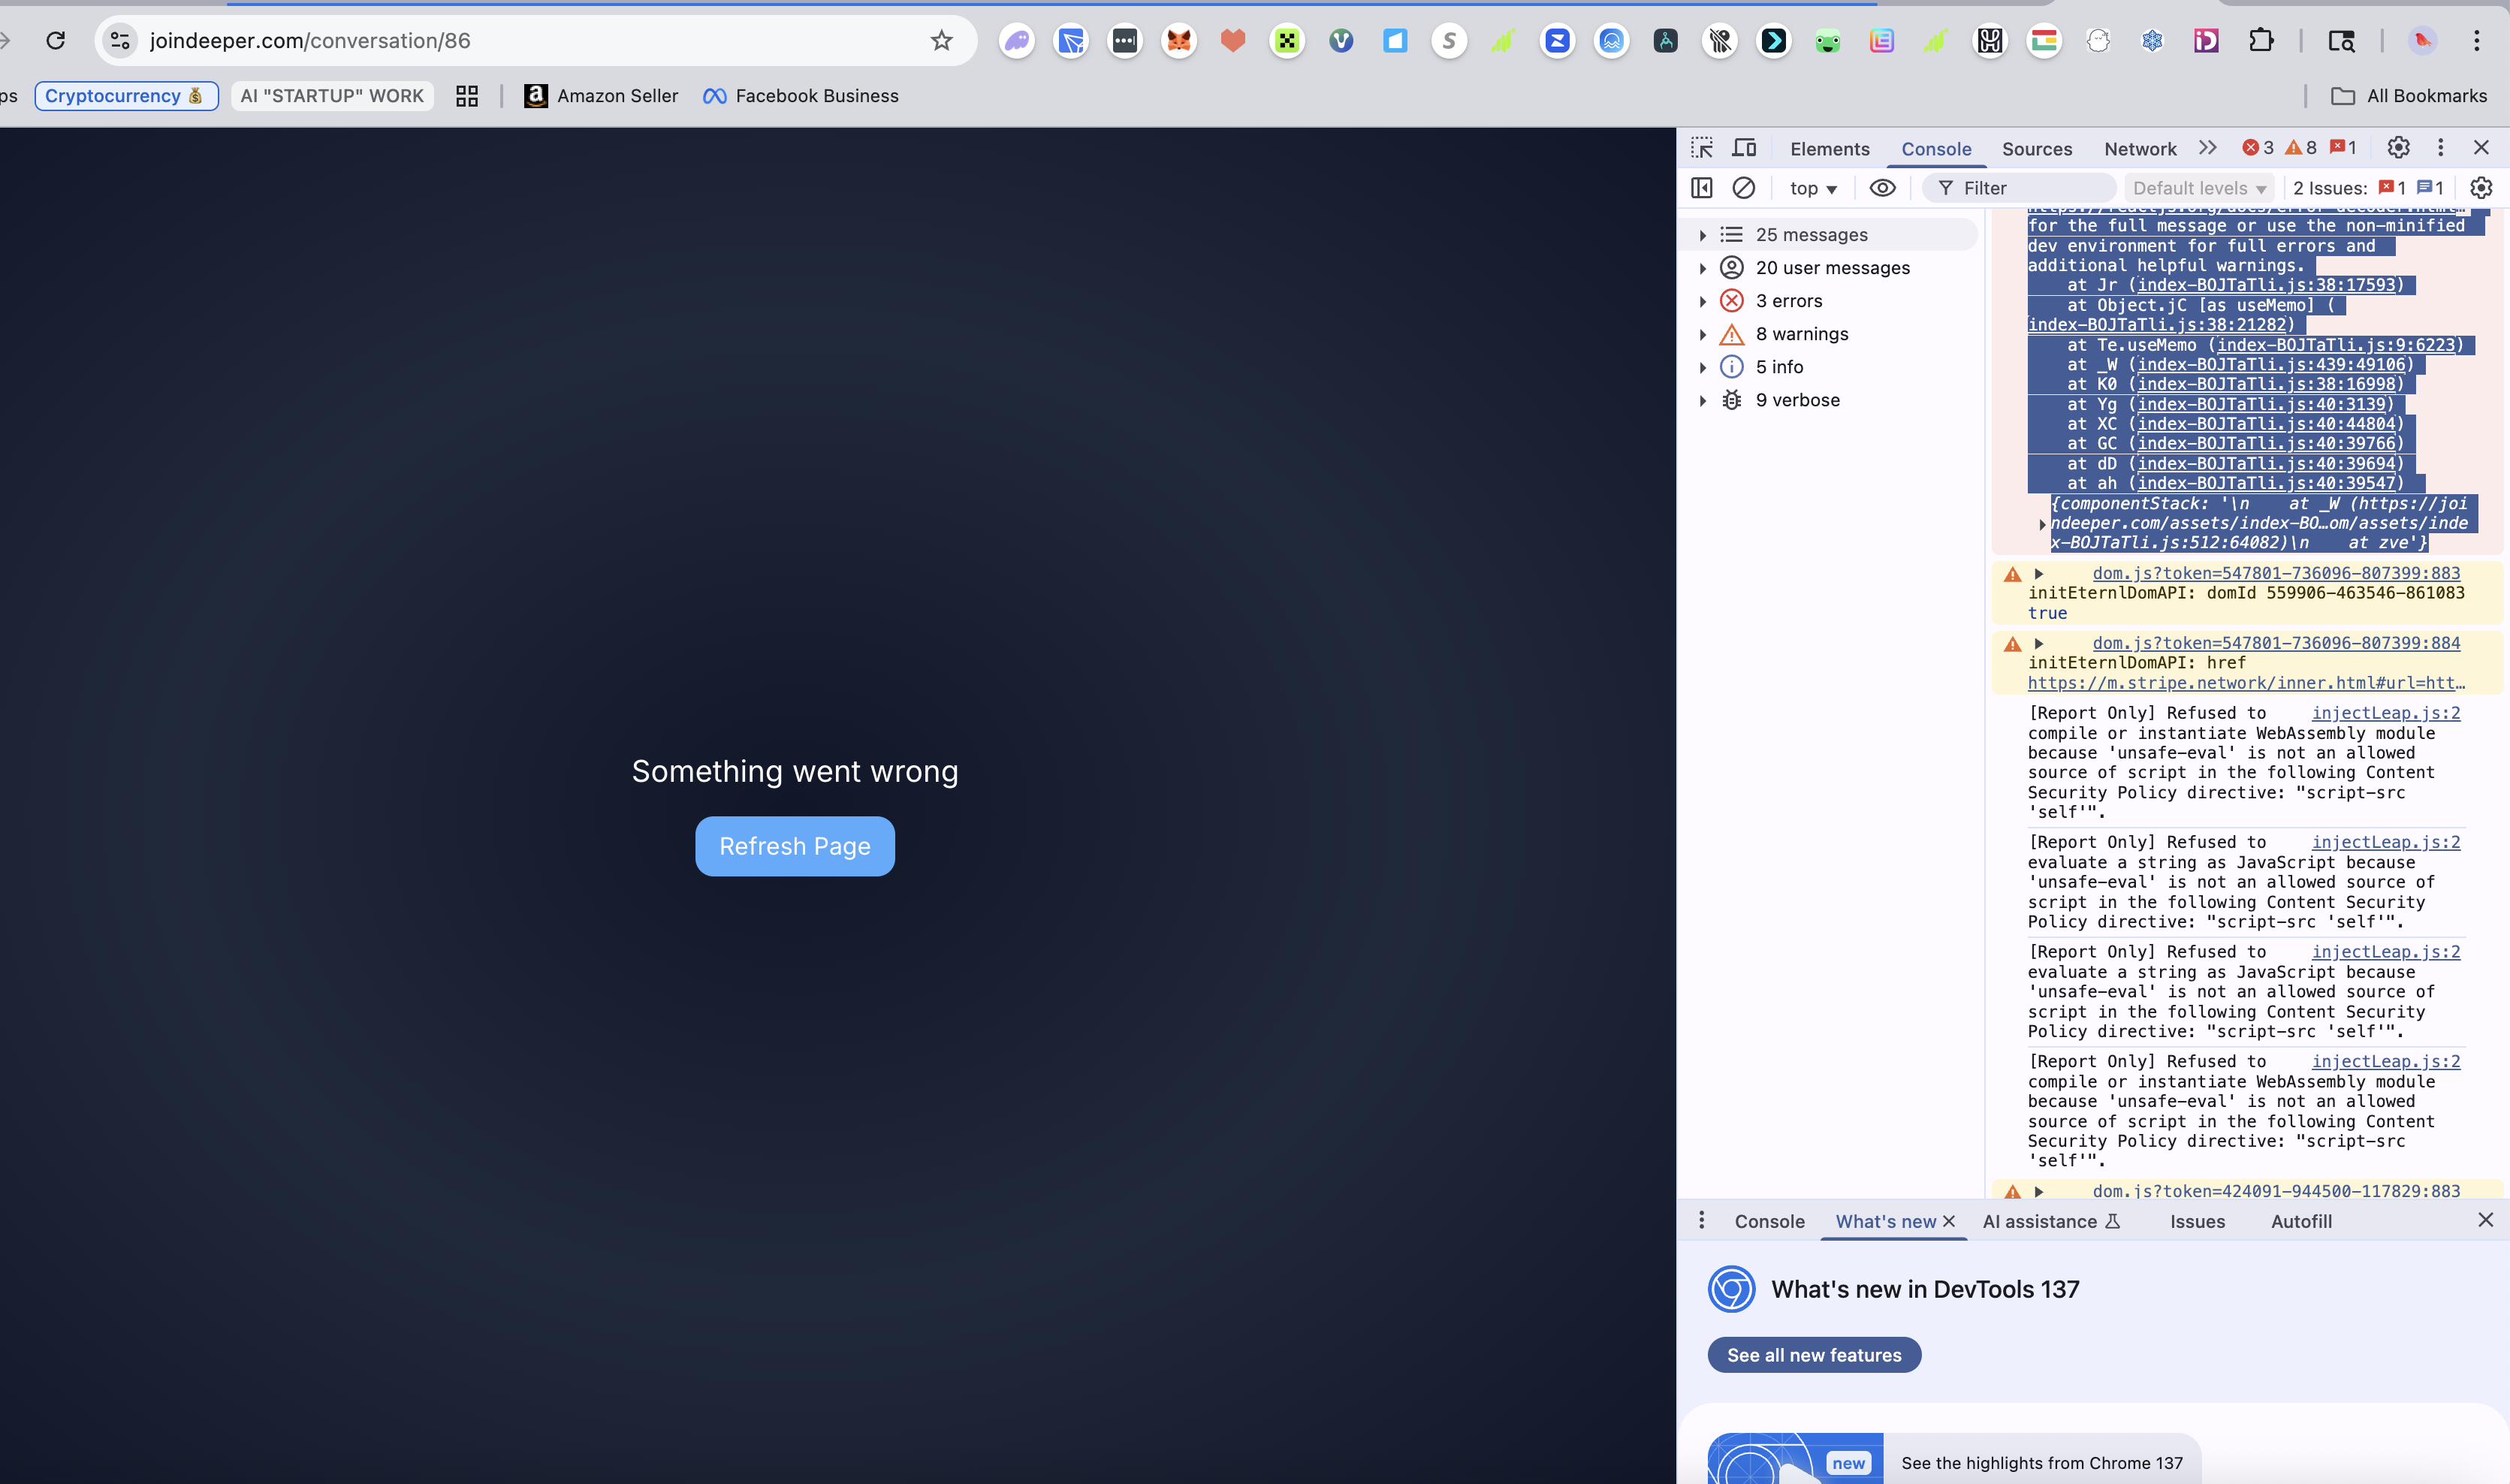 joindeeper.com/conversation/86
ps
Cryptocurrency 💰
AI "STARTUP" WORK
Amazon Seller
Facebook Business
All Bookmarks
Something went wrong
Refresh Page
Elements
Console
Sources
Network
3
8
1
top ▼
Filter
Default levels ▼
2 Issues:
1
1
25 messages
20 user messages
3 errors
8 warnings
5 info
9 verbose
for the full message or use the non-minified
dev environment for full errors and
additional helpful warnings.
at Jr (index-BOJTaTli.js:38:17593)
at Object.jC [as useMemo] (
index-BOJTaTli.js:38:21282)
at Te.useMemo (index-BOJTaTli.js:9:6223)
at _W (index-BOJTaTli.js:439:49106)
at K0 (index-BOJTaTli.js:38:16998)
at Yg (index-BOJTaTli.js:40:3139)
at XC (index-BOJTaTli.js:40:44804)
at GC (index-BOJTaTli.js:40:39766)
at dD (index-BOJTaTli.js:40:39694)
at ah (index-BOJTaTli.js:40:39547)
{componentStack: '\n    at _W (https://joi
ndeeper.com/assets/index-BO…om/assets/inde
x-BOJTaTli.js:512:64082)\n    at zve'}
dom.js?token=547801-736096-807399:883
initEternlDomAPI: domId 559906-463546-861083
true
dom.js?token=547801-736096-807399:884
initEternlDomAPI: href
https://m.stripe.network/inner.html#url=htt…
[Report Only] Refused to injectLeap.js:2
compile or instantiate WebAssembly module
because 'unsafe-eval' is not an allowed
source of script in the following Content
Security Policy directive: "script-src
'self'".
[Report Only] Refused to injectLeap.js:2
evaluate a string as JavaScript because
'unsafe-eval' is not an allowed source of
script in the following Content Security
Policy directive: "script-src 'self'".
[Report Only] Refused to injectLeap.js:2
evaluate a string as JavaScript because
'unsafe-eval' is not an allowed source of
script in the following Content Security
Policy directive: "script-src 'self'".
[Report Only] Refused to injectLeap.js:2
compile or instantiate WebAssembly module
because 'unsafe-eval' is not an allowed
source of script in the following Content
Security Policy directive: "script-src
'self'".
dom.js?token=424091-944500-117829:883
Console
What's new
AI assistance
Issues
Autofill
What's new in DevTools 137
See all new features
new
See the highlights from Chrome 137